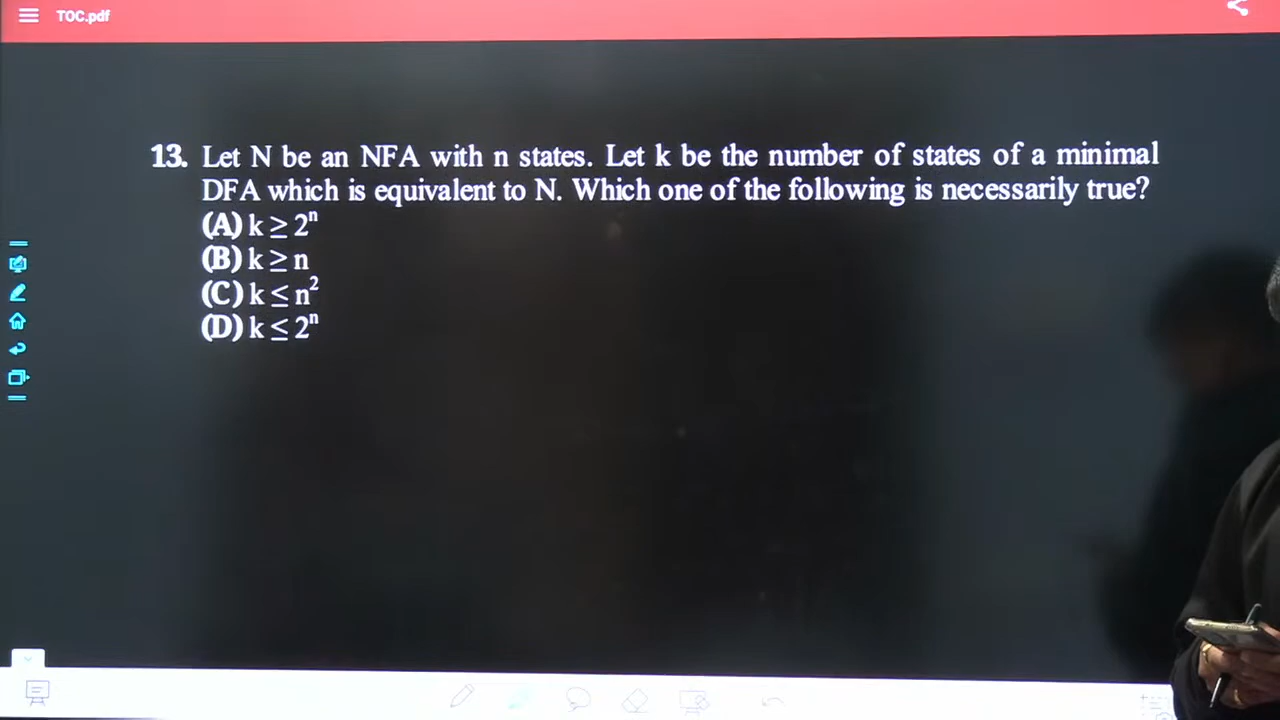 TOC.pdf
13. Let N be an NFA with n states. Let k be the number of states of a minimal
DFA which is equivalent to N. Which one of the following is necessarily true?
(A) k ≥ 2ⁿ
(B) k ≥ n
(C) k ≤ n²
(D) k ≤ 2ⁿ